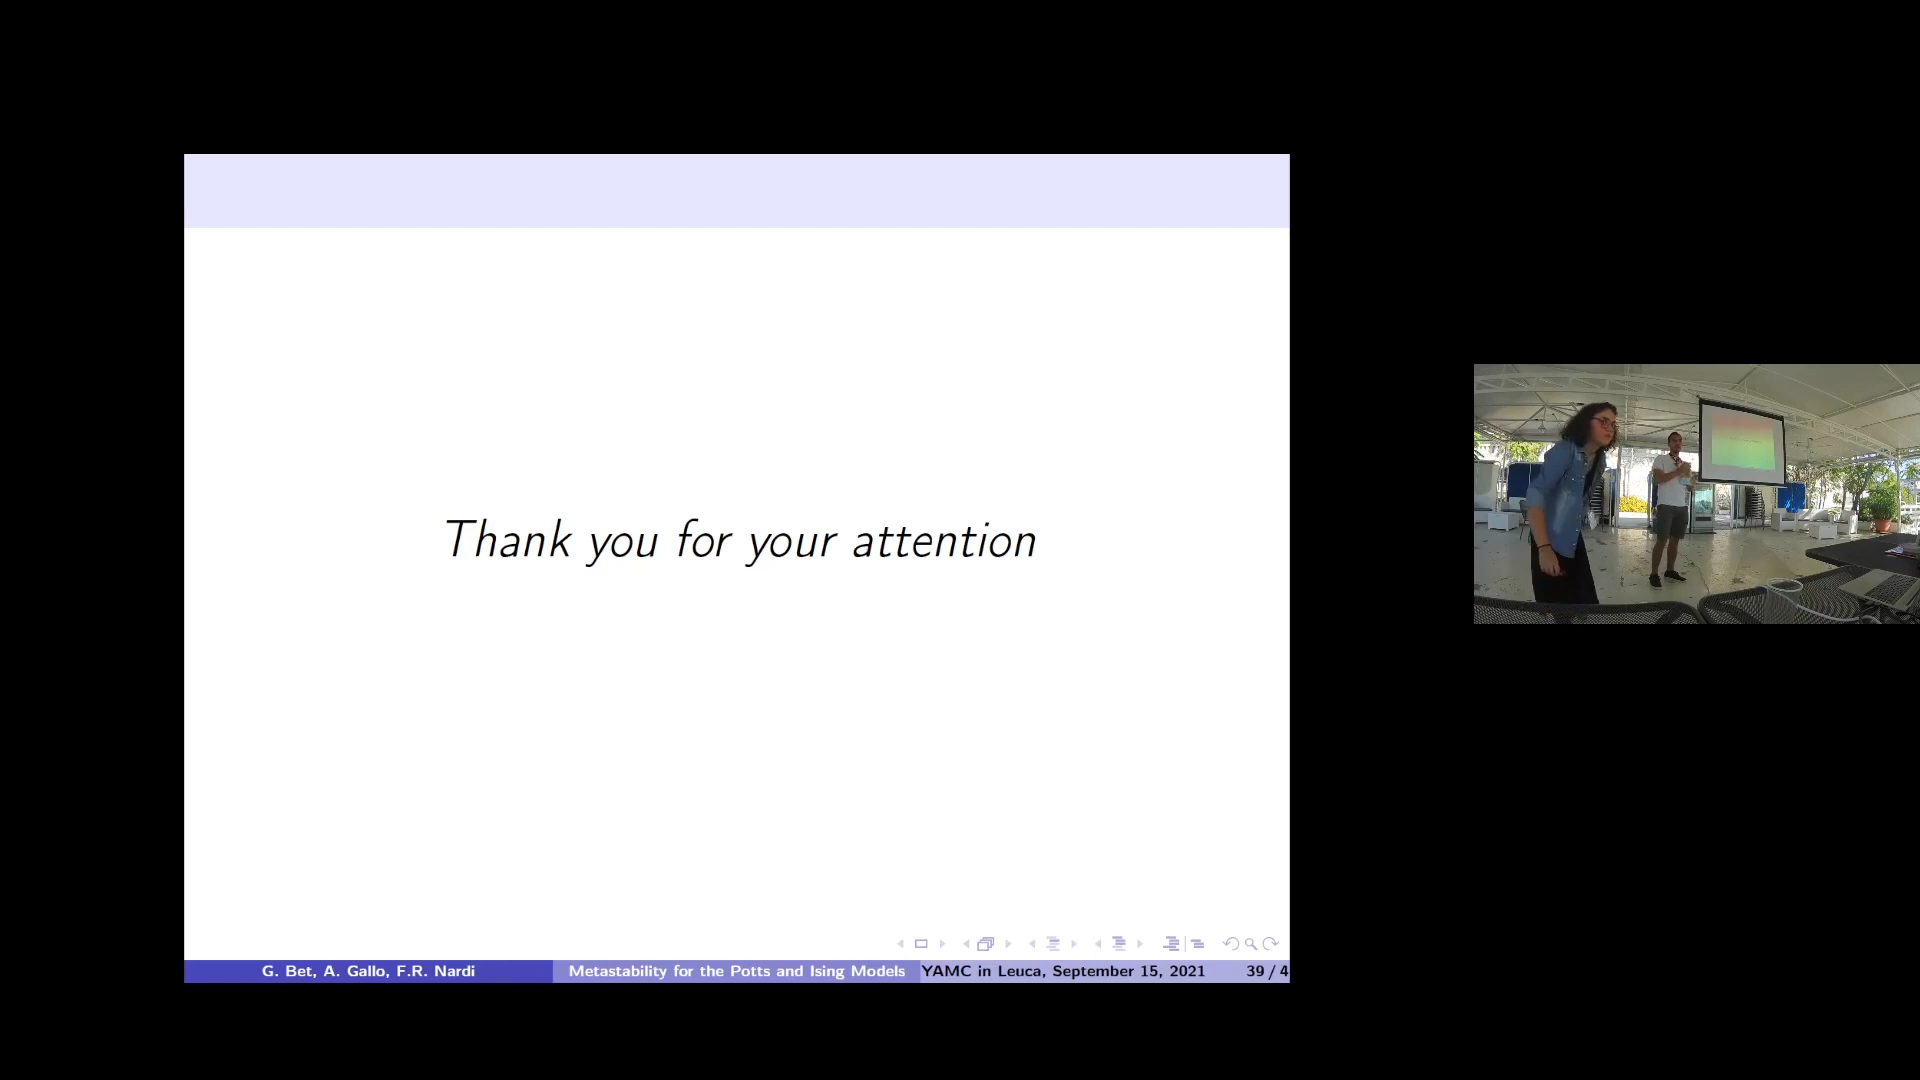 Thank you for your attention
G. Bet, A. Gallo, F.R. Nardi Metastability for the Potts and Ising Models YAMC in Leuca, September 15, 2021 39 / 4